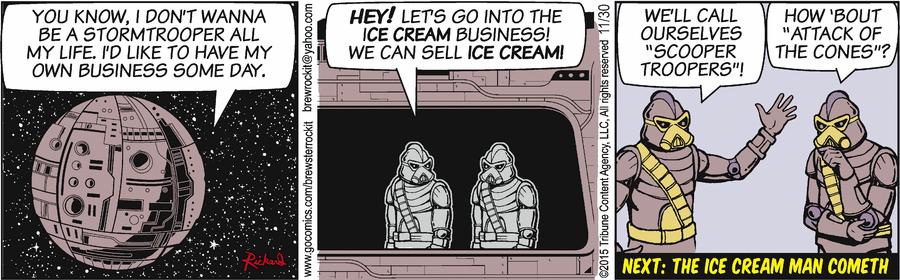 YOU KNOW, I DON'T WANNA
BE A STORMTROOPER ALL
MY LIFE. I'D LIKE TO HAVE MY
OWN BUSINESS SOME DAY.
Rickard
www.gocomics.com/brewsterrockit brewrockit@yahoo.com
HEY! LET'S GO INTO THE
ICE CREAM BUSINESS!
WE CAN SELL ICE CREAM!
©2015 Tribune Content Agency, LLC, All rights reserved 11/30
WE'LL CALL
OURSELVES
"SCOOPER
TROOPERS"!
HOW 'BOUT
"ATTACK OF
THE CONES"?
NEXT: THE ICE CREAM MAN COMETH